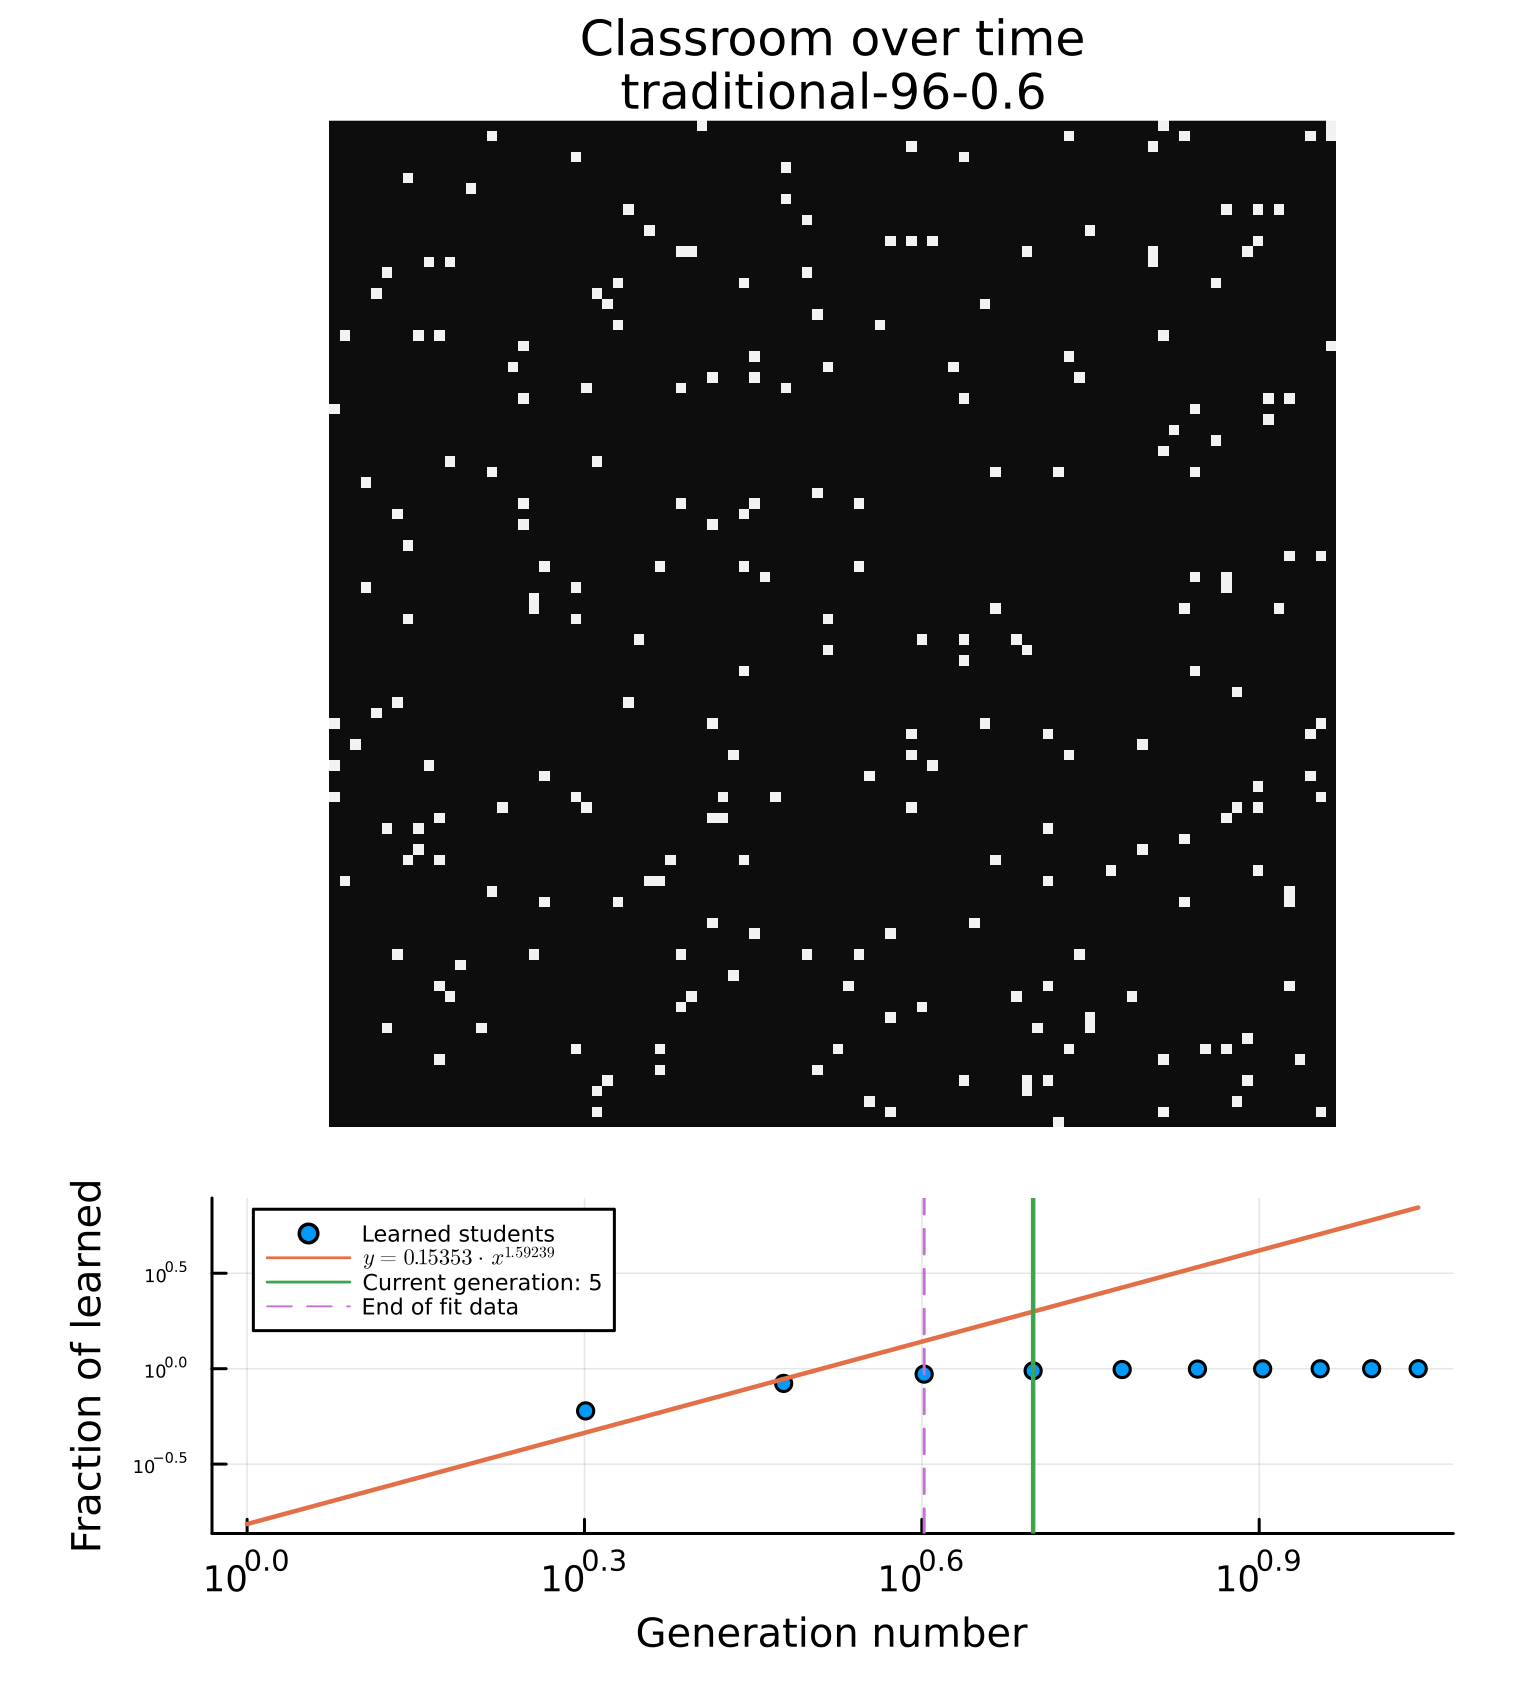 Classroom over time
traditional-96-0.6
Fraction of learned
Learned students
y = 0.15353 · x^1.59239
Current generation: 5
End of fit data
10^0.5
10^0.0
10^−0.5
10^0.0 10^0.3 10^0.6 10^0.9
Generation number